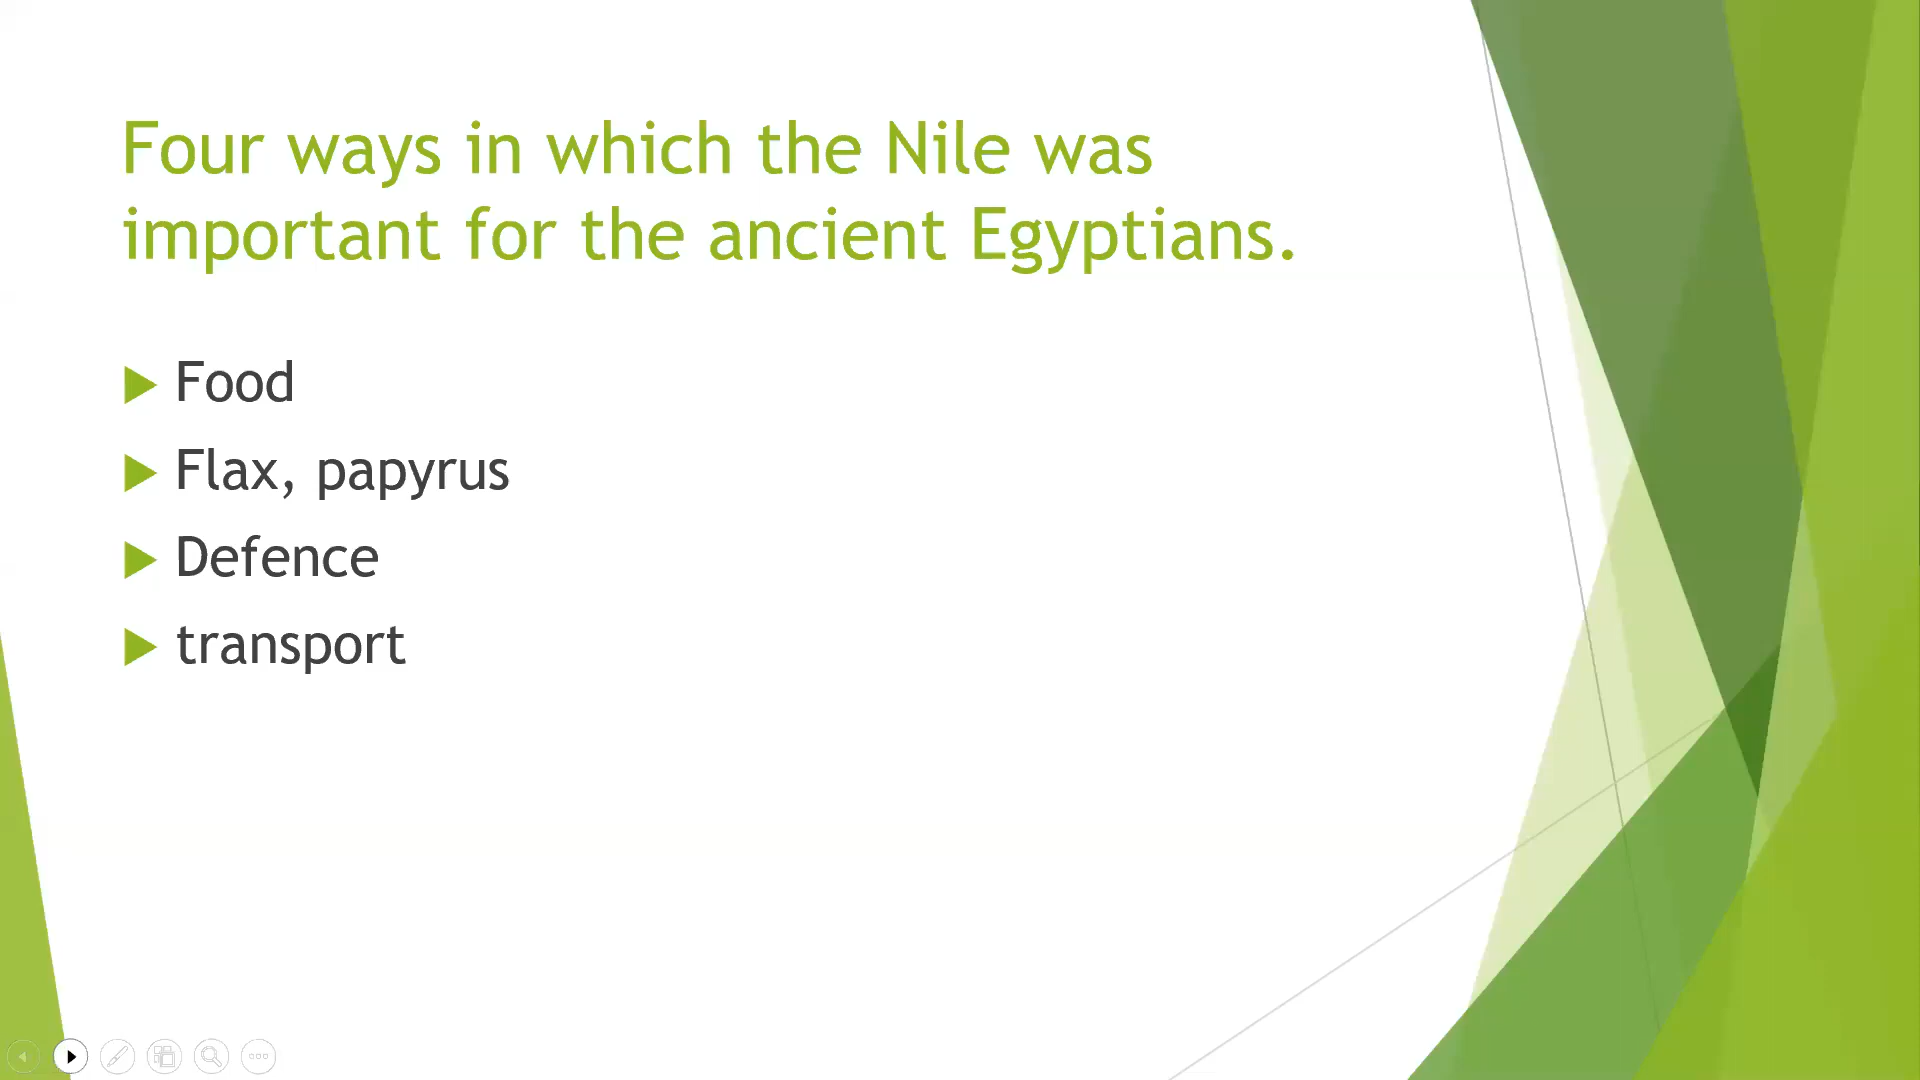 Four ways in which the Nile was
important for the ancient Egyptians.
Food
Flax, papyrus
Defence
transport